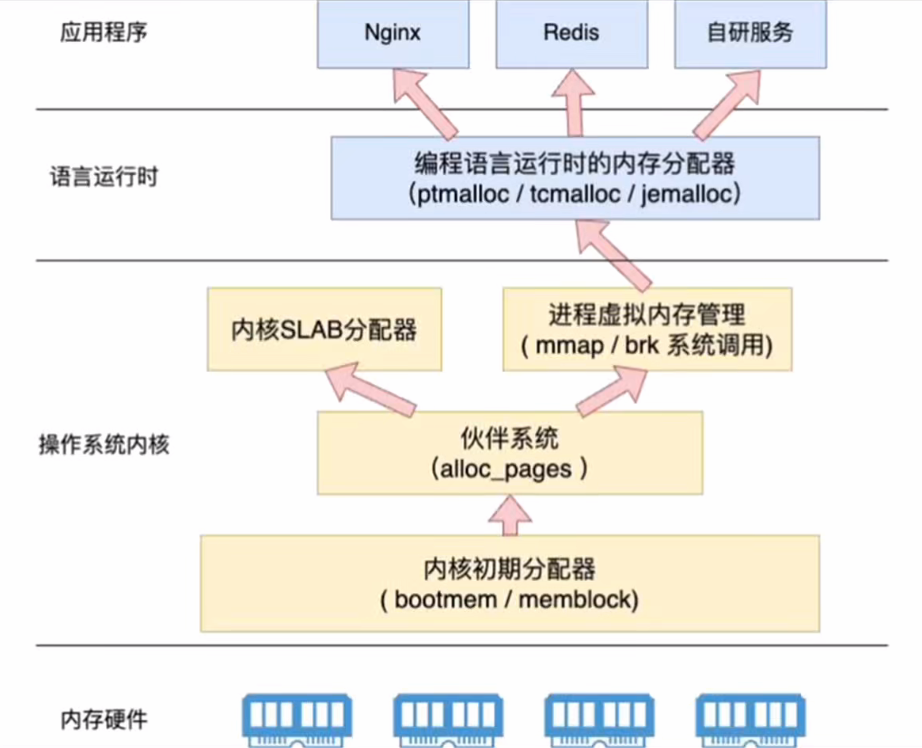 应用程序
Nginx
Redis
自研服务
语言运行时
编程语言运行时的内存分配器
(ptmalloc / tcmalloc / jemalloc)
内核SLAB分配器
进程虚拟内存管理
( mmap / brk 系统调用)
操作系统内核
伙伴系统
(alloc_pages )
内核初期分配器
( bootmem / memblock)
内存硬件